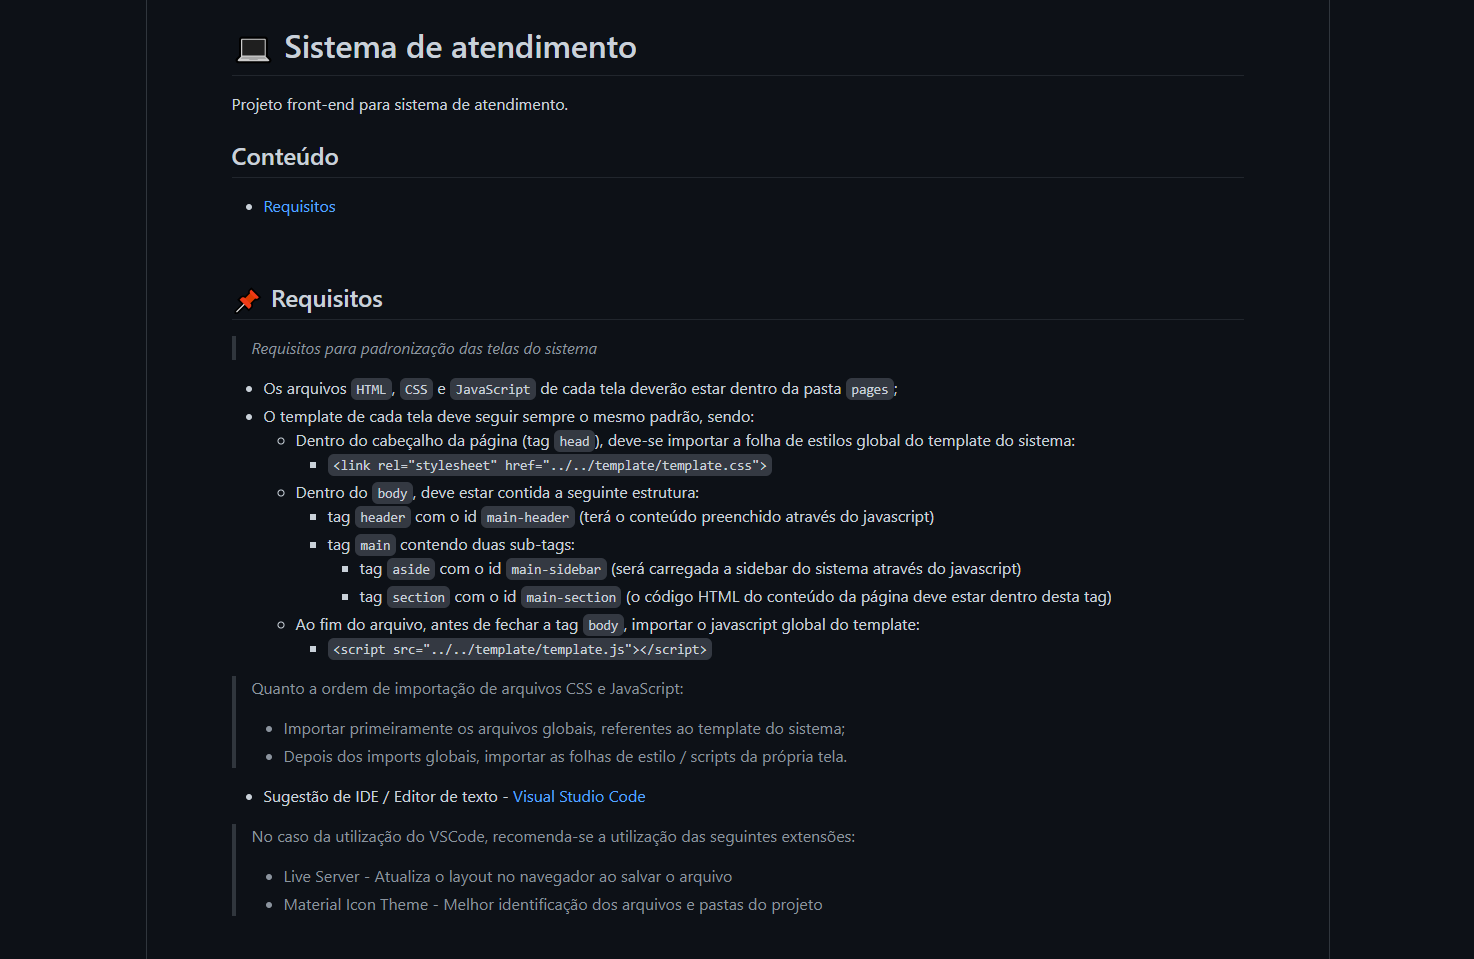 Sistema de atendimento
Projeto front-end para sistema de atendimento.
Conteúdo
Requisitos
Requisitos
Requisitos para padronização das telas do sistema
Os arquivos HTML, CSS e JavaScript de cada tela deverão estar dentro da pasta pages;
O template de cada tela deve seguir sempre o mesmo padrão, sendo:
Dentro do cabeçalho da página (tag head), deve-se importar a folha de estilos global do template do sistema:
<link rel="stylesheet" href="../../template/template.css">
Dentro do body, deve estar contida a seguinte estrutura:
tag header com o id main-header (terá o conteúdo preenchido através do javascript)
tag main contendo duas sub-tags:
tag aside com o id main-sidebar (será carregada a sidebar do sistema através do javascript)
tag section com o id main-section (o código HTML do conteúdo da página deve estar dentro desta tag)
Ao fim do arquivo, antes de fechar a tag body, importar o javascript global do template:
<script src="../../template/template.js"></script>
Quanto a ordem de importação de arquivos CSS e JavaScript:
Importar primeiramente os arquivos globais, referentes ao template do sistema;
Depois dos imports globais, importar as folhas de estilo / scripts da própria tela.
Sugestão de IDE / Editor de texto - Visual Studio Code
No caso da utilização do VSCode, recomenda-se a utilização das seguintes extensões:
Live Server - Atualiza o layout no navegador ao salvar o arquivo
Material Icon Theme - Melhor identificação dos arquivos e pastas do projeto